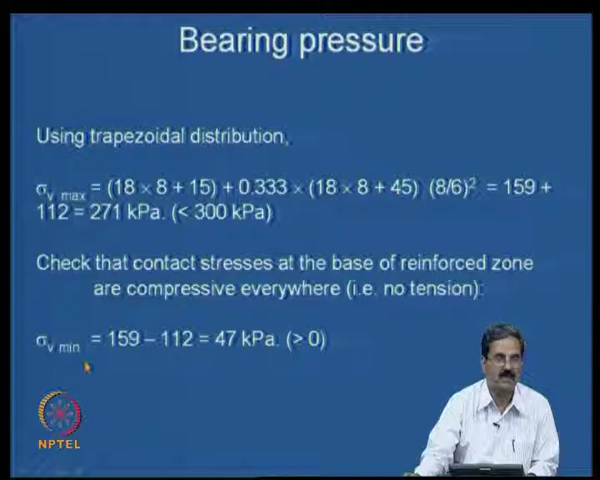 Bearing pressure
Using trapezoidal distribution,
σv max = (18 × 8 + 15) + 0.333 × (18 × 8 + 45) (8/6)² = 159 +
112 = 271 kPa. (< 300 kPa)
Check that contact stresses at the base of reinforced zone
are compressive everywhere (i.e. no tension):
σv min = 159 – 112 = 47 kPa. (> 0)
NPTEL